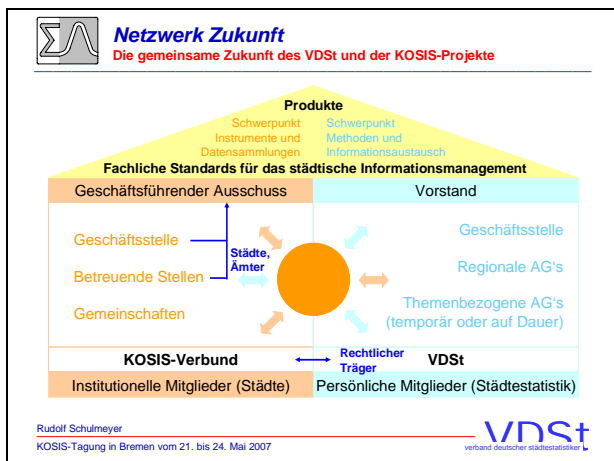 Netzwerk Zukunft
Die gemeinsame Zukunft des VDSt und der KOSIS-Projekte
Produkte
Schwerpunkt
Instrumente und
Datensammlungen
Schwerpunkt
Methoden und
Informationsaustausch
Fachliche Standards für das städtische Informationsmanagement
Geschäftsführender Ausschuss
Vorstand
Geschäftsstelle
Betreuende Stellen
Gemeinschaften
Städte,
Ämter
Geschäftsstelle
Regionale AG's
Themenbezogene AG's
(temporär oder auf Dauer)
KOSIS-Verbund
Rechtlicher
Träger
VDSt
Institutionelle Mitglieder (Städte)
Persönliche Mitglieder (Städtestatistik)
Rudolf Schulmeyer
KOSIS-Tagung in Bremen vom 21. bis 24. Mai 2007
VDSt
verband deutscher städtestatistiker